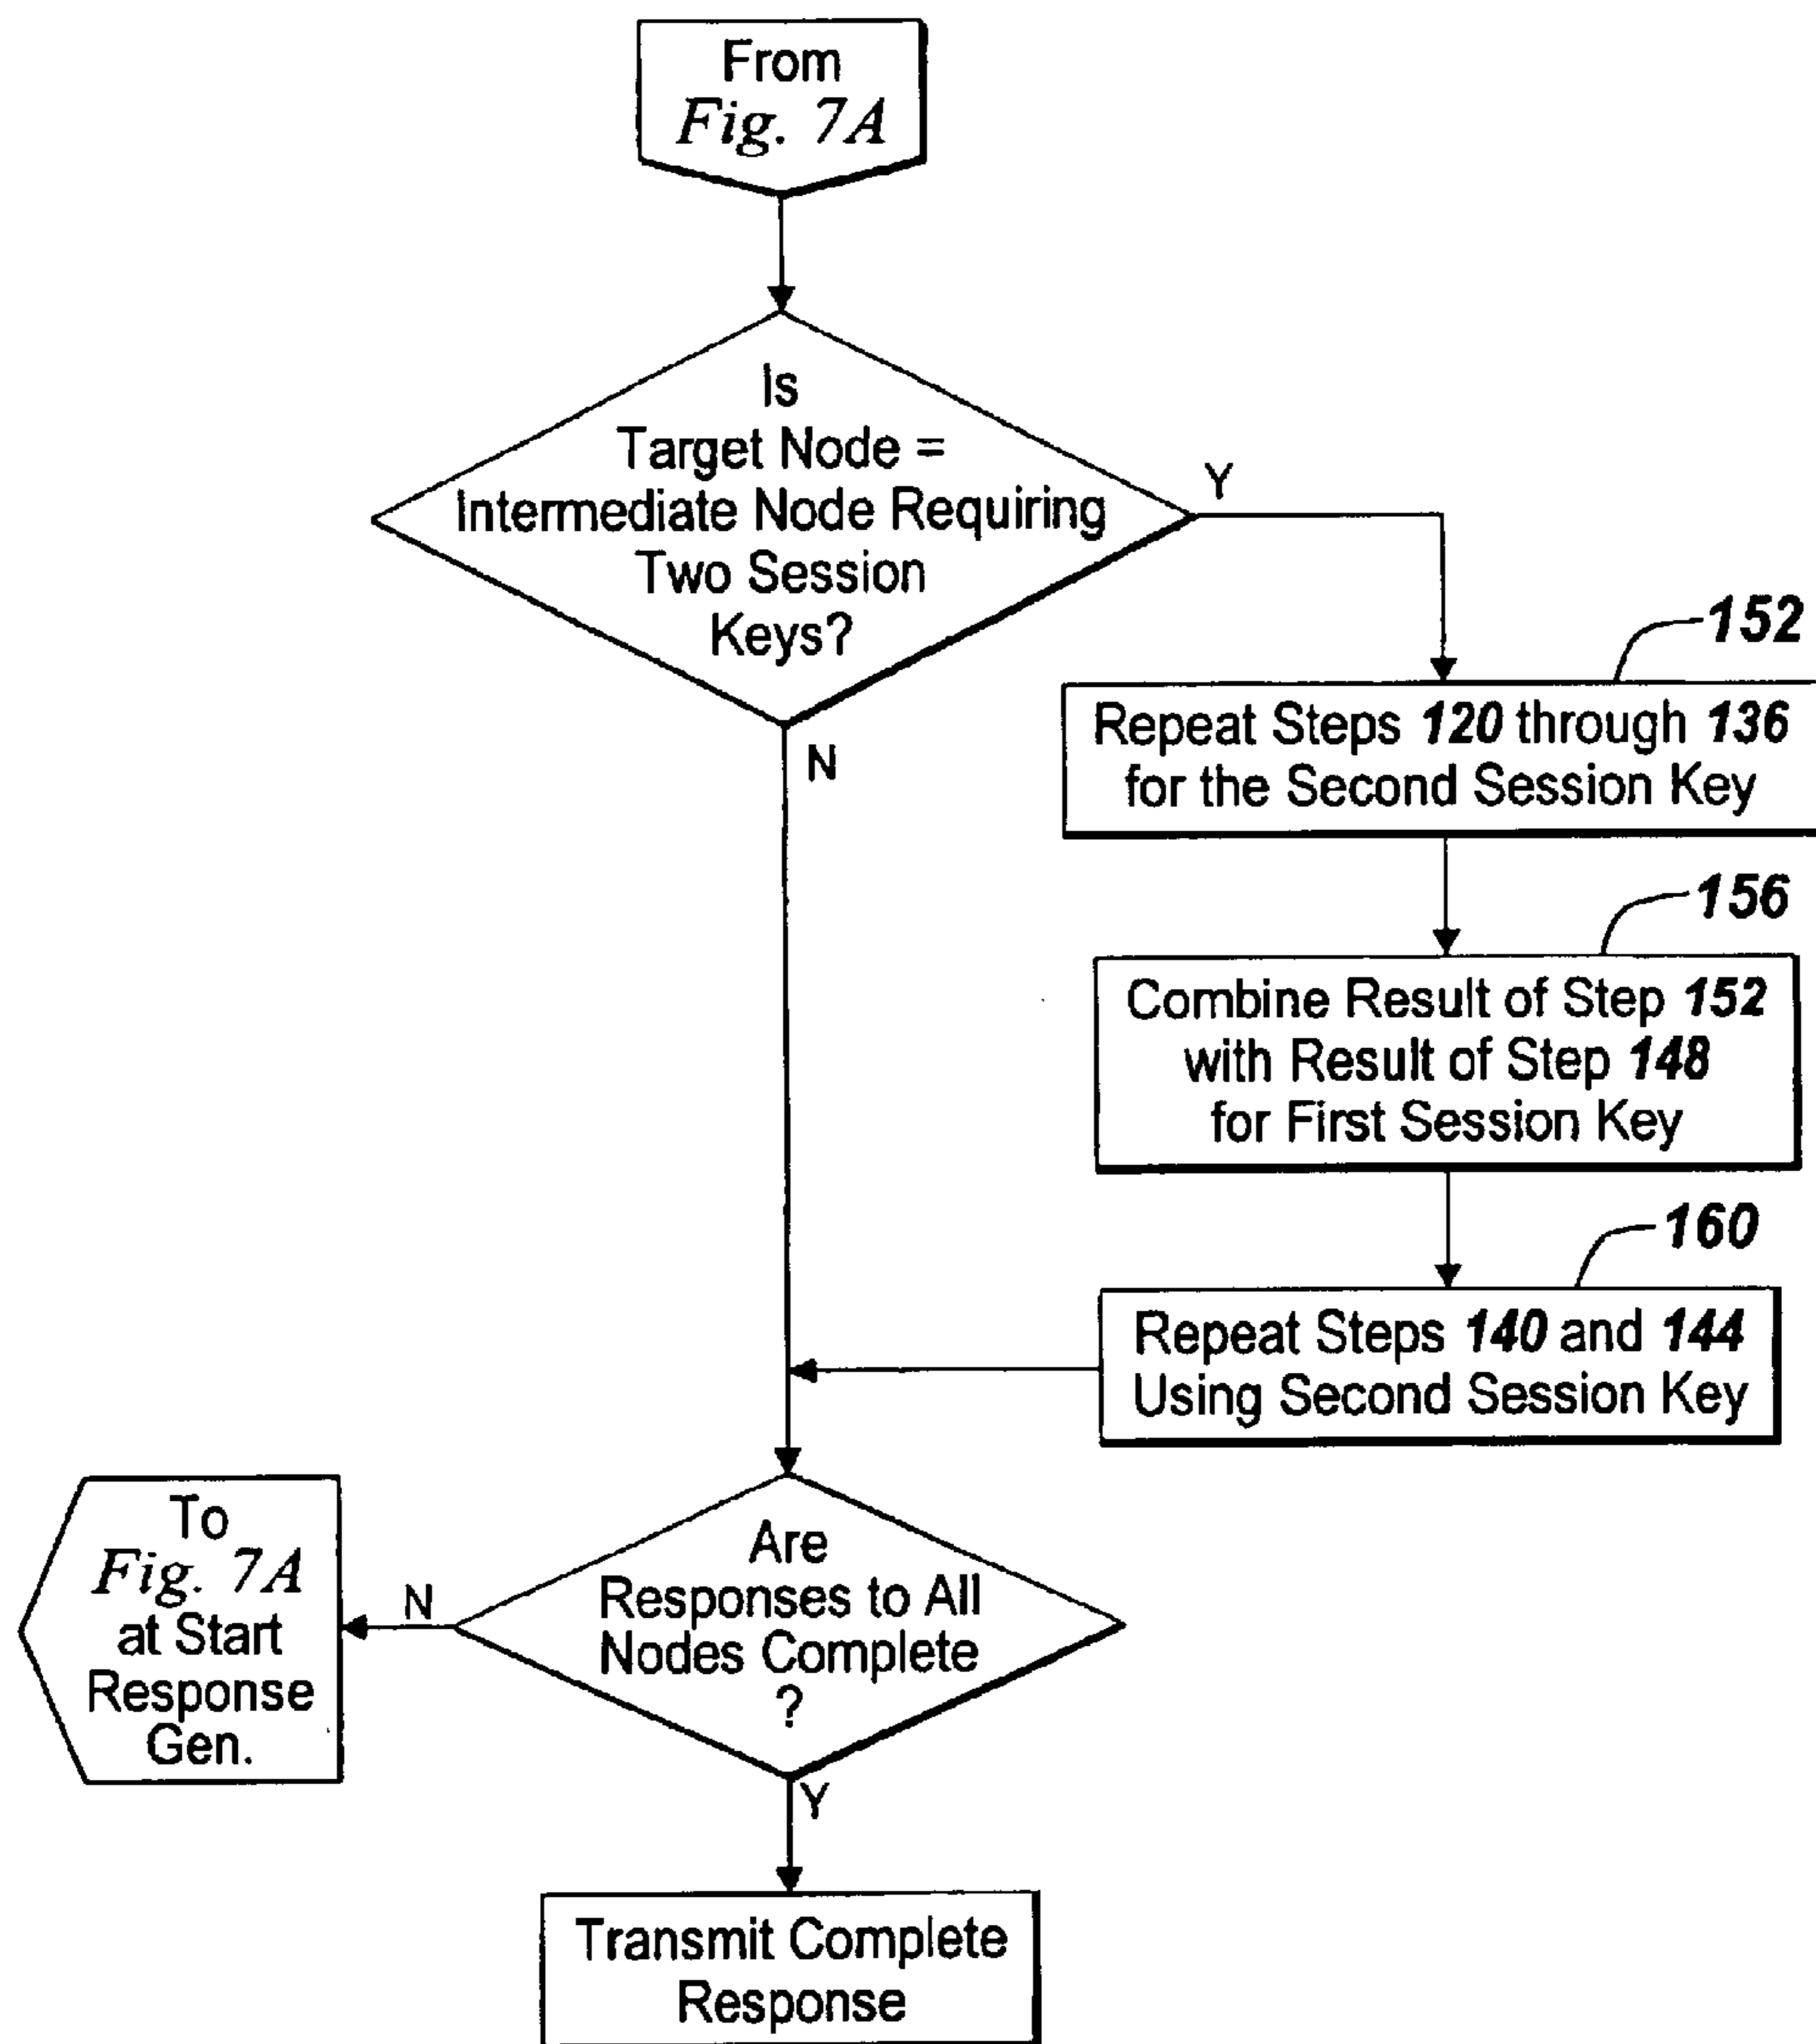 From
Fig. 7A
Is
Target Node =
Intermediate Node Requiring
Two Session
Keys?
Y
N
152
Repeat Steps 120 through 136
for the Second Session Key
156
Combine Result of Step 152
with Result of Step 148
for First Session Key
160
Repeat Steps 140 and 144
Using Second Session Key
To
Fig. 7A
at Start
Response
Gen.
N
Are
Responses to All
Nodes Complete
?
Y
Transmit Complete
Response